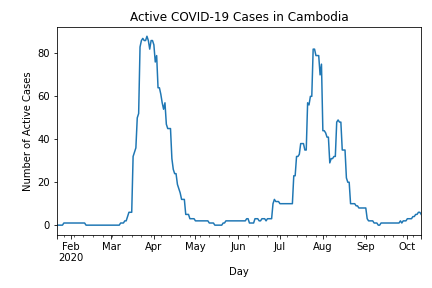 Active COVID-19 Cases in Cambodia
Number of Active Cases
80
60
40
20
0
Feb Mar Apr May Jun Jul Aug Sep Oct
2020
Day